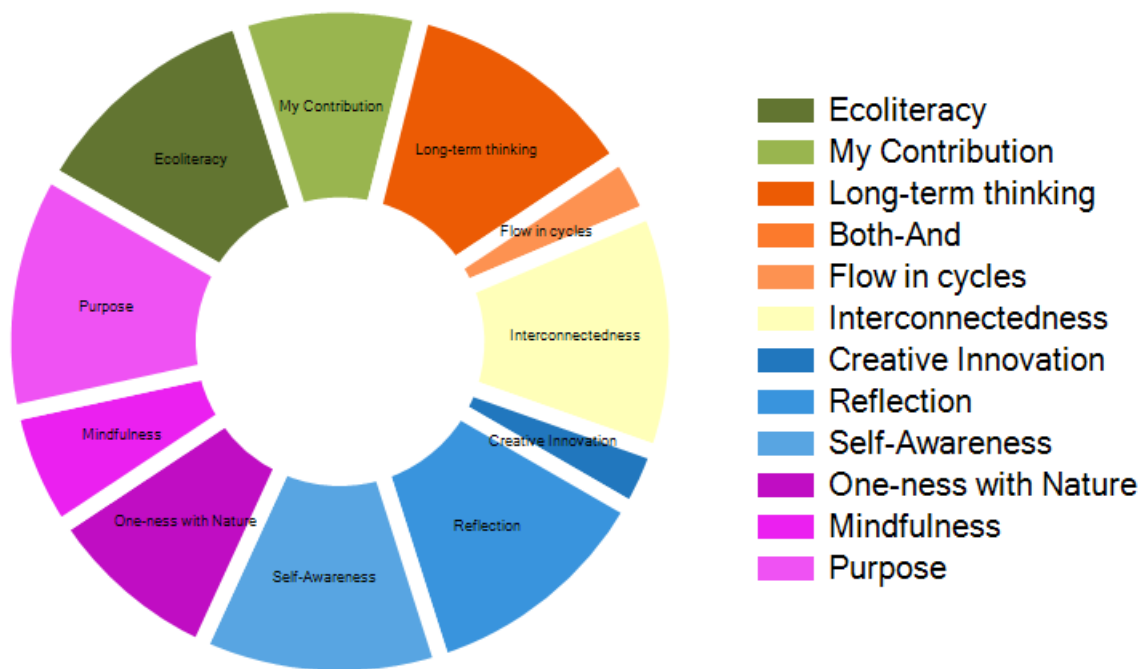 My Contribution
Long-term thinking
Ecoliteracy
Flow in cycles
Purpose
Interconnectedness
Mindfulness
Creative Innovation
One-ness with Nature
Reflection
Self-Awareness
Ecoliteracy
My Contribution
Long-term thinking
Both-And
Flow in cycles
Interconnectedness
Creative Innovation
Reflection
Self-Awareness
One-ness with Nature
Mindfulness
Purpose